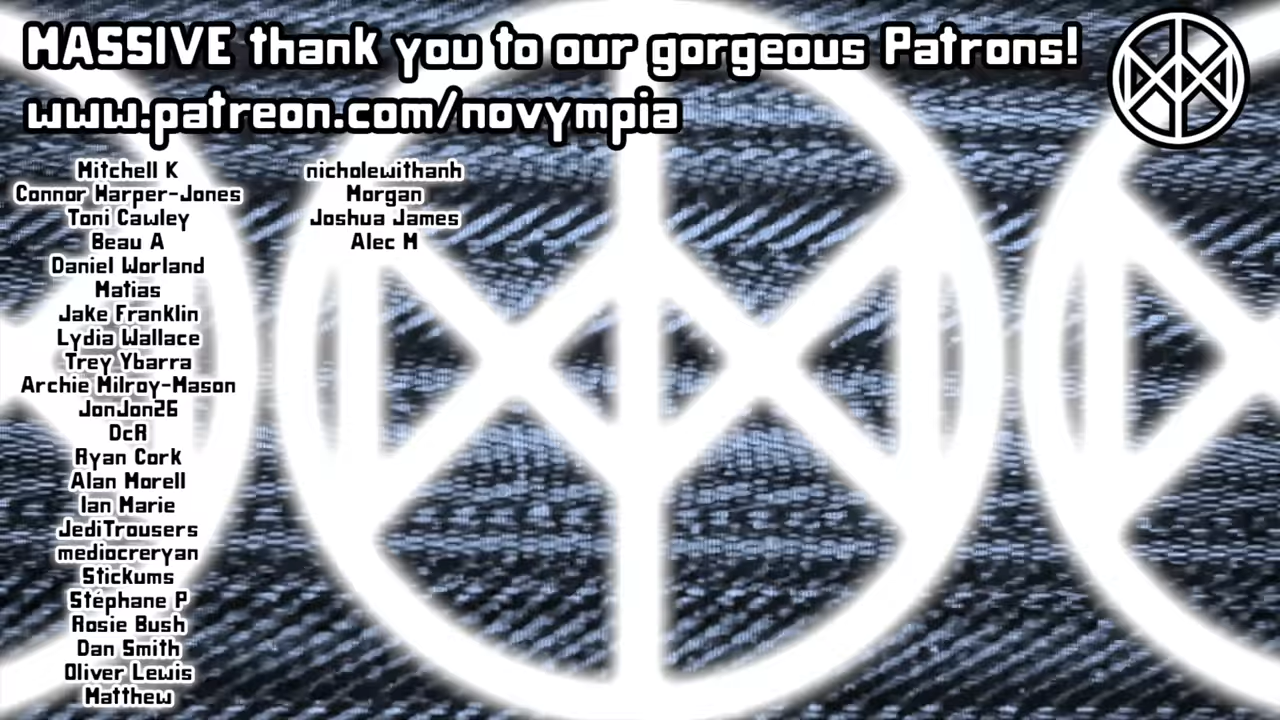 MASSIVE thank you to our gorgeous Patrons!
www.patreon.com/novympia
Mitchell K
Connor Harper-Jones
Toni Cawley
Beau A
Daniel Worland
Matias
Jake Franklin
Lydia Wallace
Trey Ybarra
Archie Milroy-Mason
JonJon26
DcA
Ryan Cork
Alan Morell
Ian Marie
JediTrousers
mediocreryan
Stickums
Stéphane P
Rosie Bush
Dan Smith
Oliver Lewis
Matthew
nicholewithanh
Morgan
Joshua James
Alec M